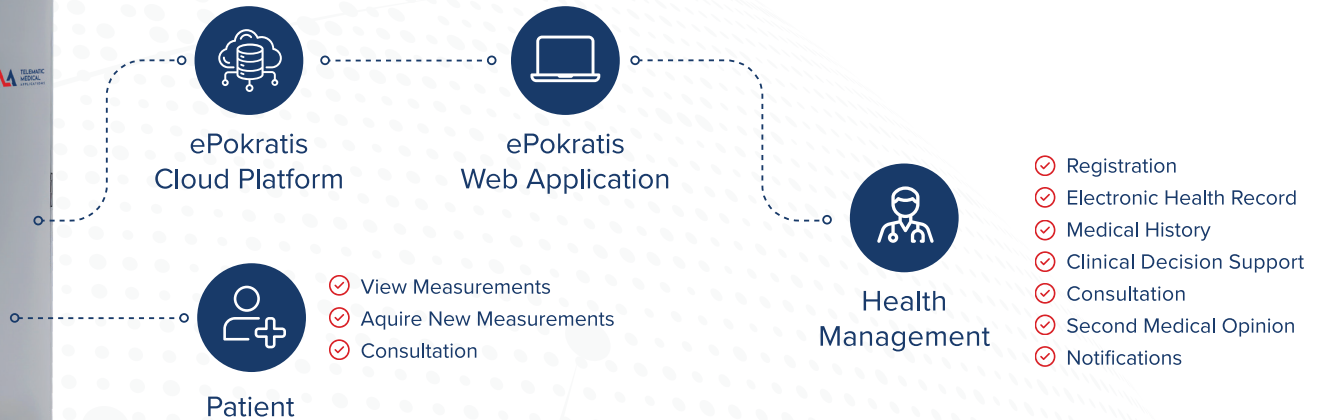 TELEMATIC
MEDICAL
APPLICATIONS
ePokratis
Cloud Platform
ePokratis
Web Application
Health
Management
Registration
Electronic Health Record
Medical History
Clinical Decision Support
Consultation
Second Medical Opinion
Notifications
View Measurements
Aquire New Measurements
Consultation
Patient